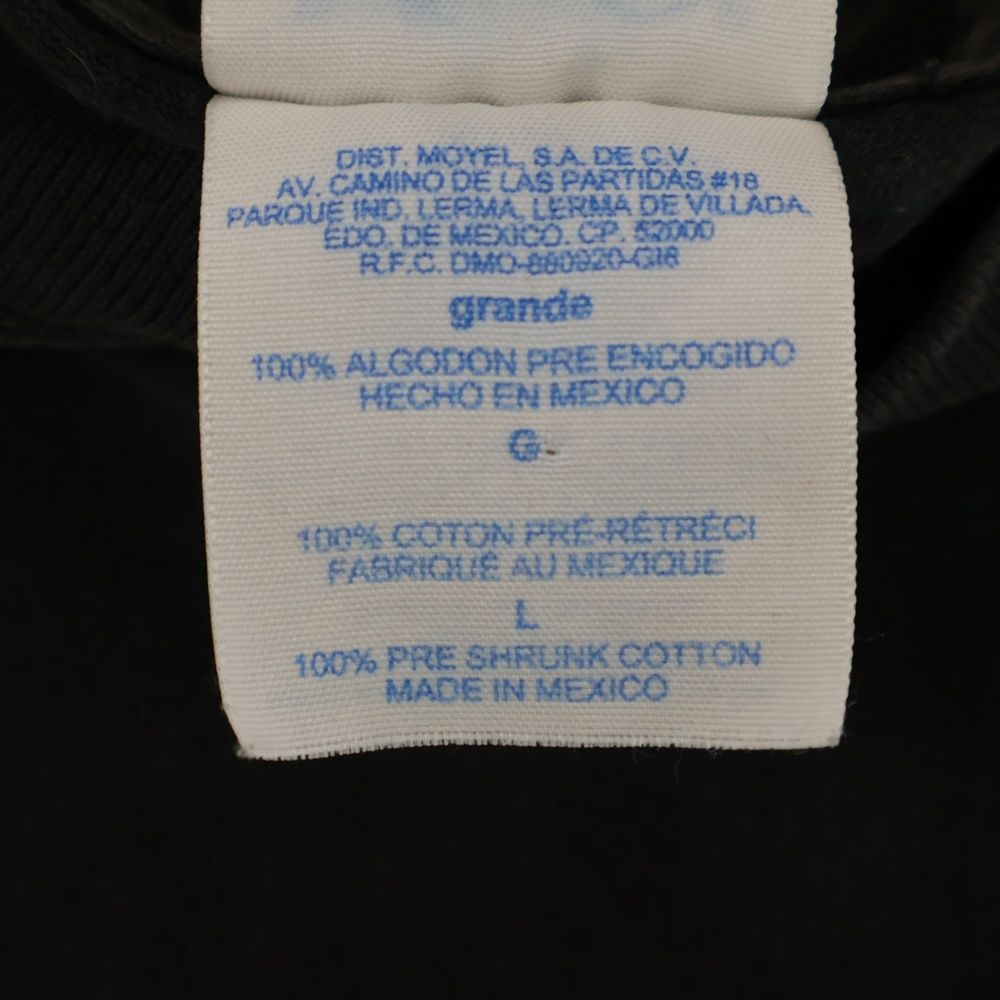 DIST. MOYEL, S.A. DE C.V.
AV. CAMINO DE LAS PARTIDAS #18
PARQUE IND. LERMA, LERMA DE VILLADA,
EDO. DE MEXICO. CP. 52000
R.F.C. DMO-880920-GI8
grande
100% ALGODON PRE ENCOGIDO
HECHO EN MEXICO
G
100% COTON PRÉ-RÉTRÉCI
FABRIQUÉ AU MEXIQUE
L
100% PRE SHRUNK COTTON
MADE IN MEXICO